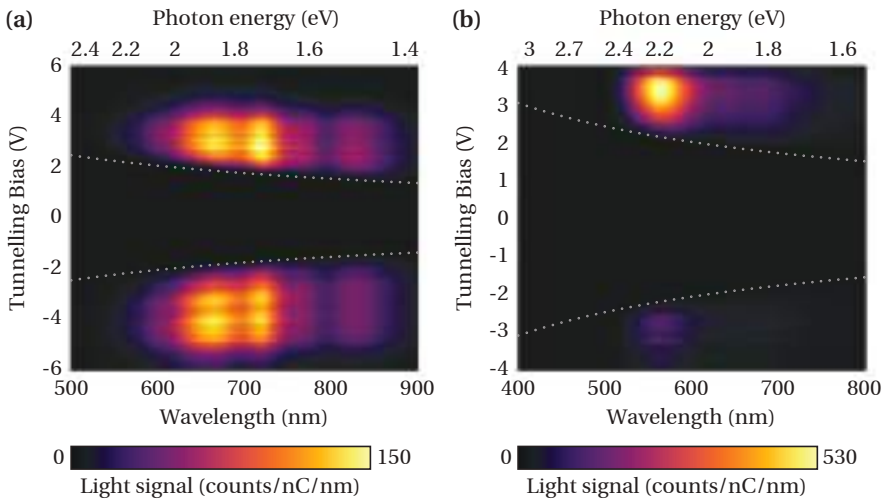 (a)
Photon energy (eV)
2.4 2.2 2 1.8 1.6 1.4
6
4
2
0
-2
-4
-6
Tunnelling Bias (V)
500 600 700 800 900
Wavelength (nm)
0 150
Light signal (counts/nC/nm)
(b)
Photon energy (eV)
3 2.7 2.4 2.2 2 1.8 1.6
4
3
2
1
0
-1
-2
-3
-4
Tunnelling Bias (V)
400 500 600 700 800
Wavelength (nm)
0 530
Light signal (counts/nC/nm)